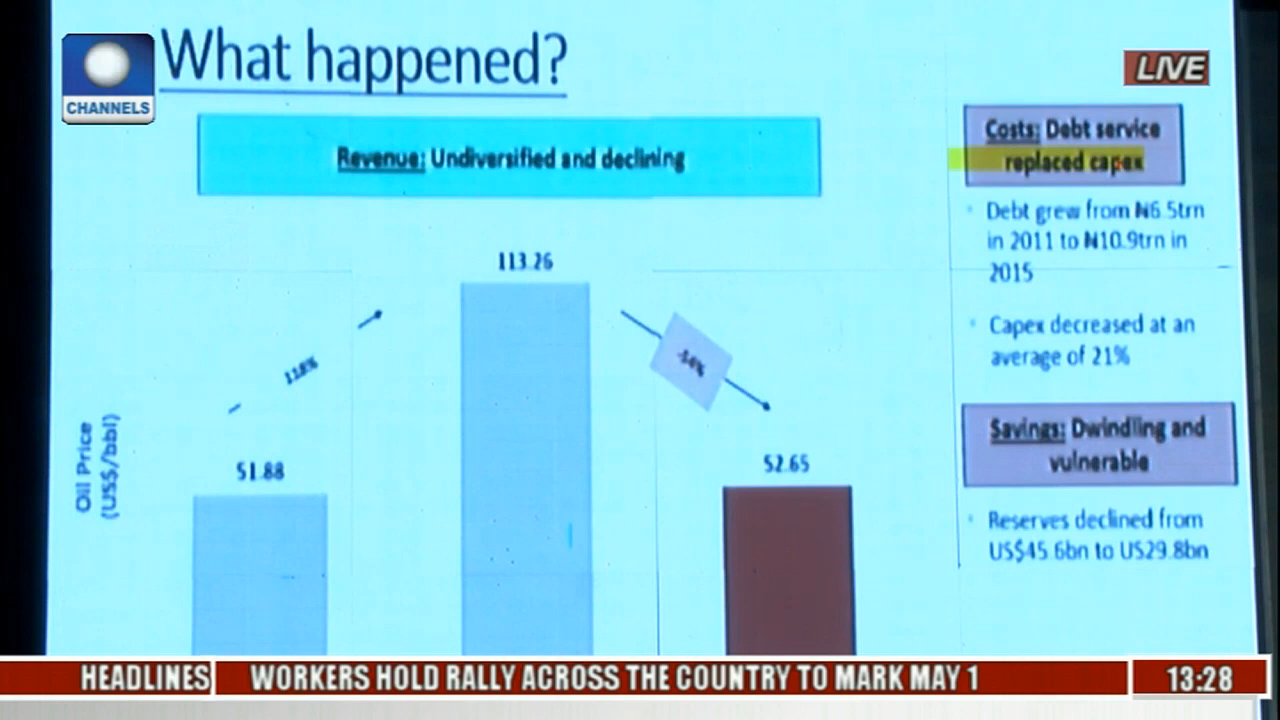 CHANNELS
What happened?
LIVE
Revenue: Undiversified and declining
Costs: Debt service
replaced capex
Debt grew from ₦6.5trn
in 2011 to ₦10.9trn in
2015
Capex decreased at an
average of 21%
Savings: Dwindling and
vulnerable
Reserves declined from
US$45.6bn to US29.8bn
Oil Price
(US$/bbl)
51.88
118%
113.26
-54%
52.65
HEADLINES
WORKERS HOLD RALLY ACROSS THE COUNTRY TO MARK MAY 1
13:28